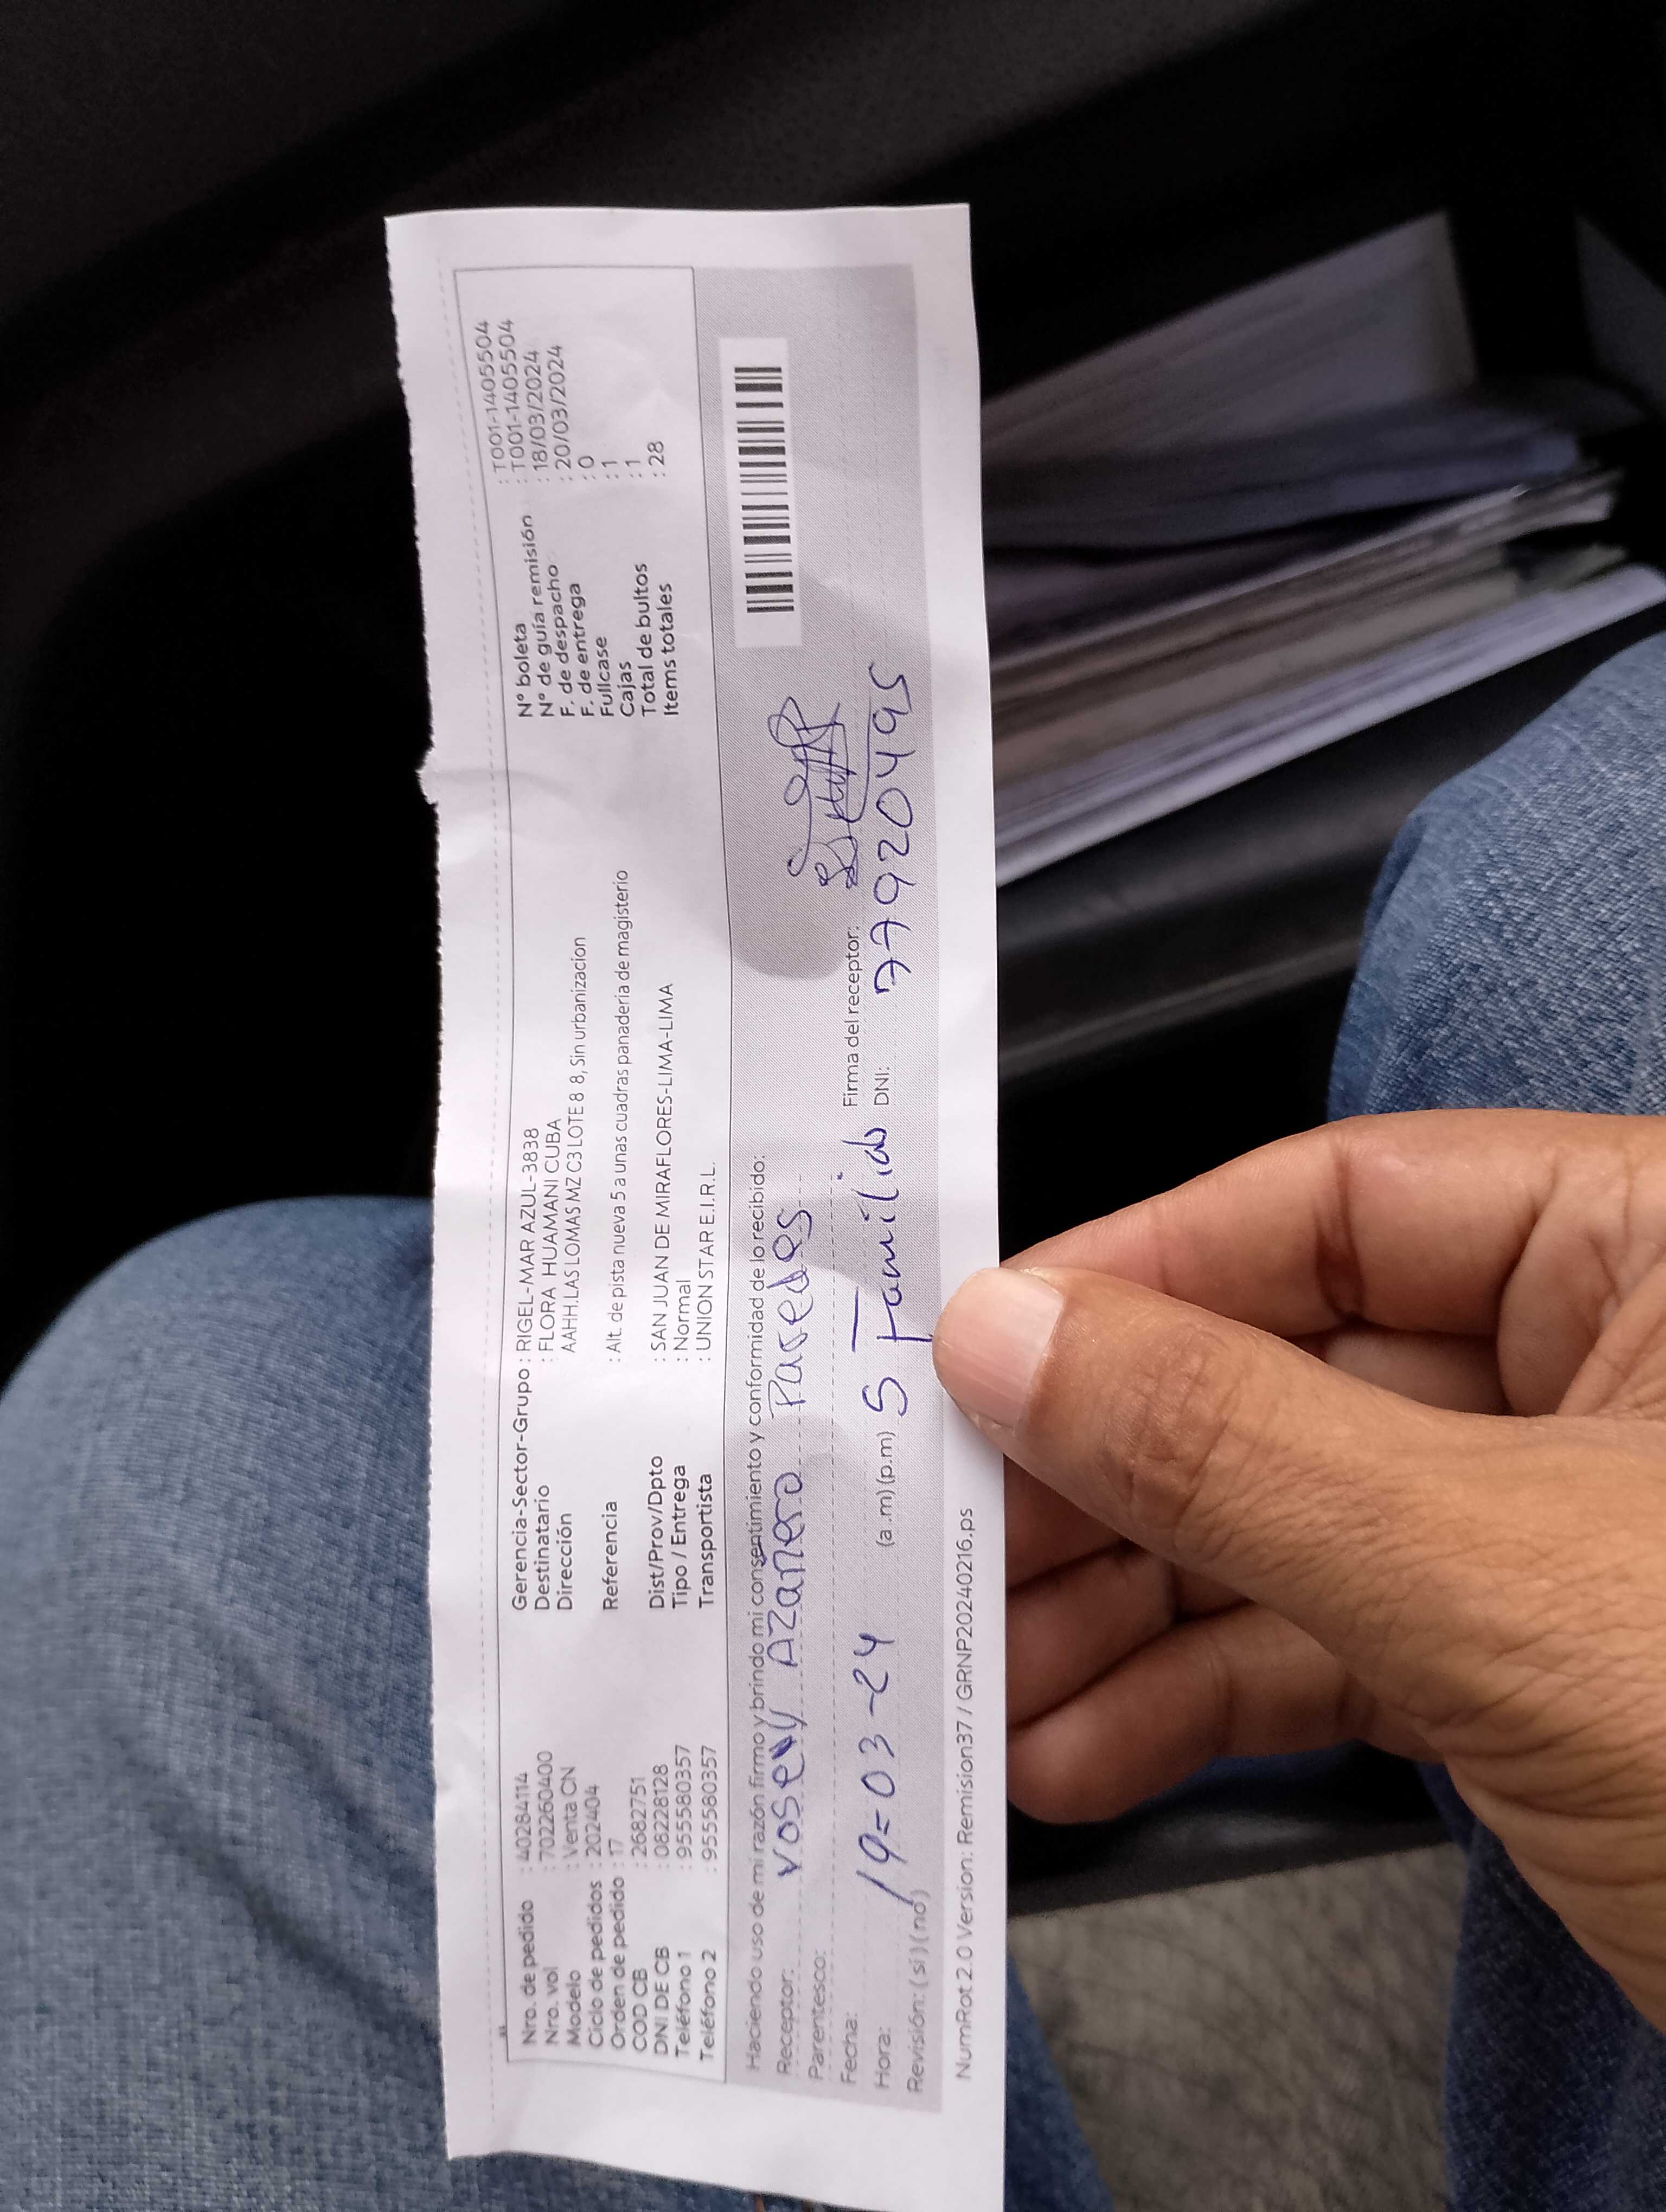 Nro. de pedido : 40284114
Nro. vol : 702260400
Modelo : Venta CN
Ciclo de pedidos : 202404
Orden de pedido : 17
COD CB : 2682751
DNI DE CB : 08228128
Teléfono 1 : 955580357
Teléfono 2 : 955580357
Gerencia-Sector-Grupo : RIGEL-MAR AZUL-3838
Destinatario : FLORA HUAMANI CUBA
Dirección AAHH.LAS LOMAS MZ C3 LOTE 8 8, Sin urbanizacion
Referencia : Alt. de pista nueva 5 a unas cuadras panaderia de magisterio
Dist/Prov/Dpto : SAN JUAN DE MIRAFLORES-LIMA-LIMA
Tipo / Entrega : Normal
Transportista : UNION STAR E.I.R.L.
N° boleta : T001-1405504
N° de guía remisión : T001-1405504
F. de despacho : 18/03/2024
F. de entrega : 20/03/2024
Fullcase : 0
Cajas : 1
Total de bultos : 1
Items totales : 28
Haciendo uso de mi razón firmo y brindo mi consentimiento y conformidad de lo recibido:
Receptor: Azañero Paredes
Parentesco:
Fecha: 19=03-24
Hora: (a.m) (p.m) 5 Familia
Revisión: (si) (no)
Firma del receptor:
DNI: 77920495
NumRot 2.0 Version: Remision37 / GRNP20240216.ps